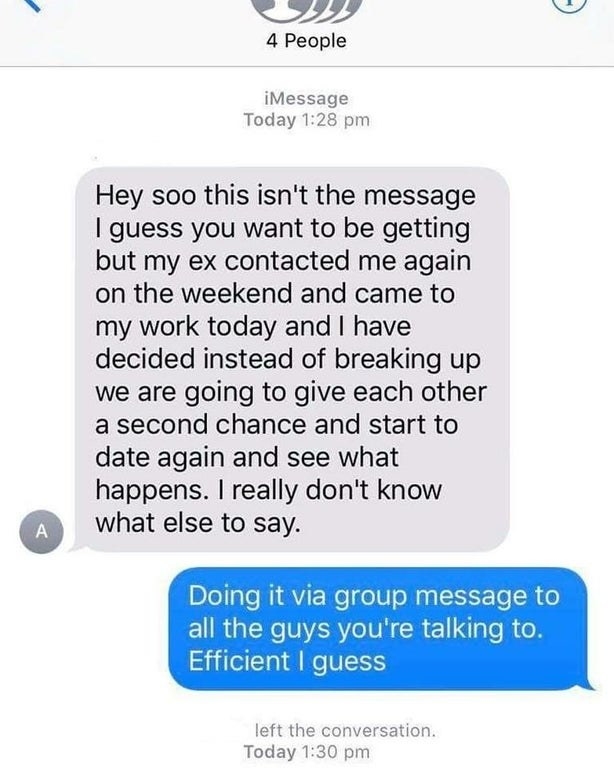 4 People
iMessage
Today 1:28 pm
Hey soo this isn't the message
I guess you want to be getting
but my ex contacted me again
on the weekend and came to
my work today and I have
decided instead of breaking up
we are going to give each other
a second chance and start to
date again and see what
happens. I really don't know
what else to say.
A
Doing it via group message to
all the guys you're talking to.
Efficient I guess
left the conversation.
Today 1:30 pm